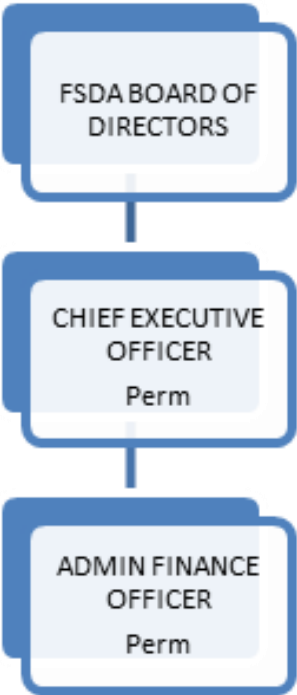 FSDA BOARD OF
DIRECTORS
CHIEF EXECUTIVE
OFFICER
Perm
ADMIN FINANCE
OFFICER
Perm